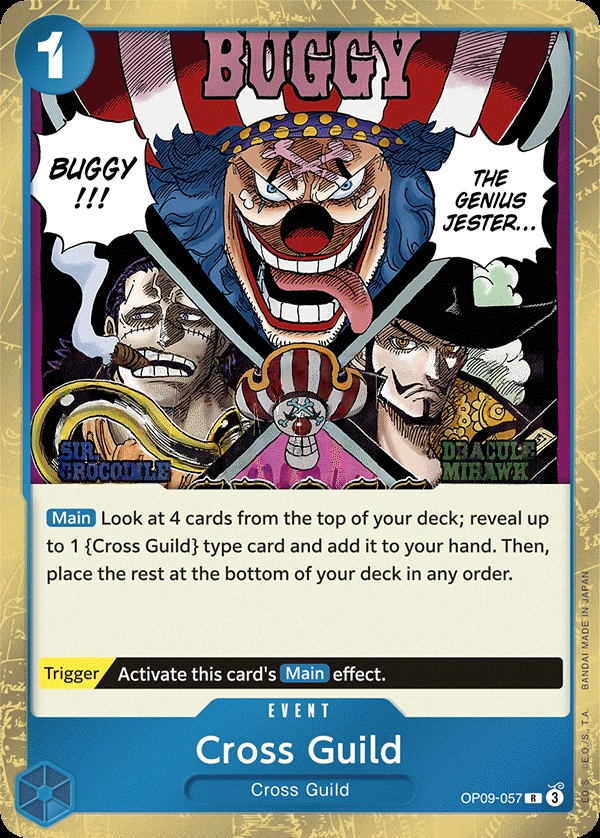 1
BUGGY
BUGGY
!!!
THE
GENIUS
JESTER...
SIR.
CROCODILE
DRACULE
MIHAWK
Main Look at 4 cards from the top of your deck; reveal up
to 1 {Cross Guild} type card and add it to your hand. Then,
place the rest at the bottom of your deck in any order.
Trigger Activate this card's Main effect.
EVENT
Cross Guild
Cross Guild
OP09-057 R 3
©E.O./S, T.A. BANDAI MADE IN JAPAN